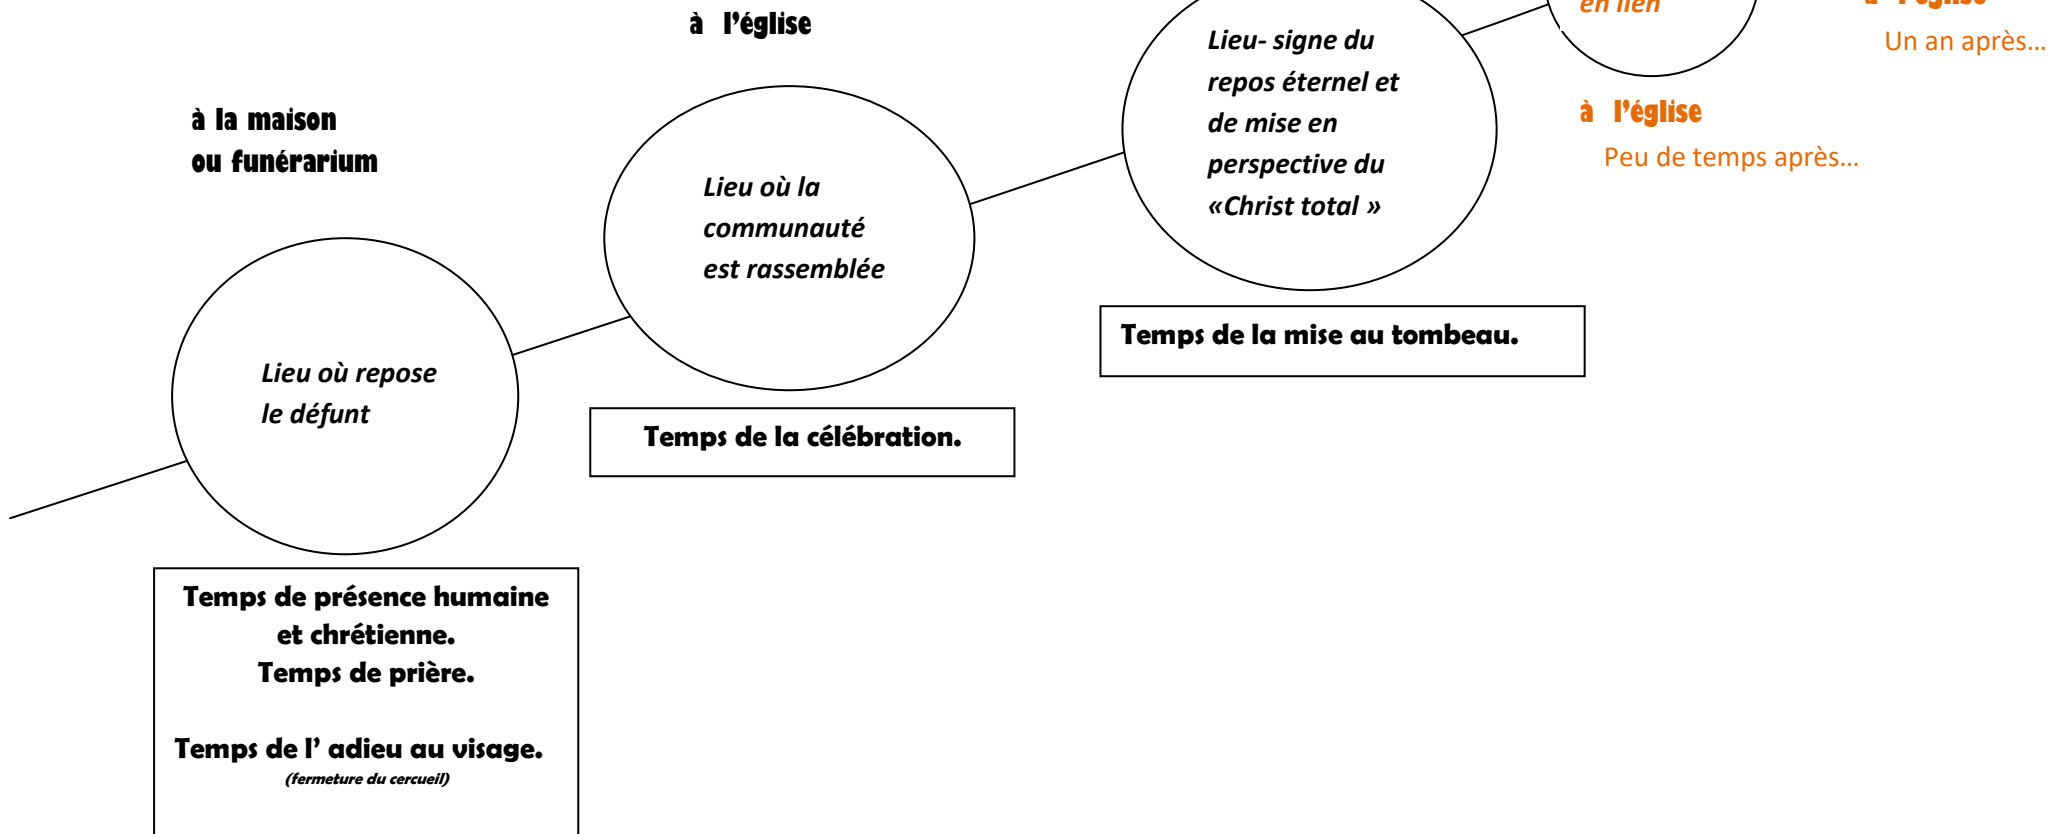 à la maison
ou funérarium
Lieu où repose
le défunt
Temps de présence humaine
et chrétienne.
Temps de prière.
Temps de l’ adieu au visage.
(fermeture du cercueil)
à l’église
Lieu où la
communauté
est rassemblée
Temps de la célébration.
Lieu- signe du
repos éternel et
de mise en
perspective du
«Christ total »
Temps de la mise au tombeau.
en lien
à l’église
Peu de temps après…
à l’église
Un an après…